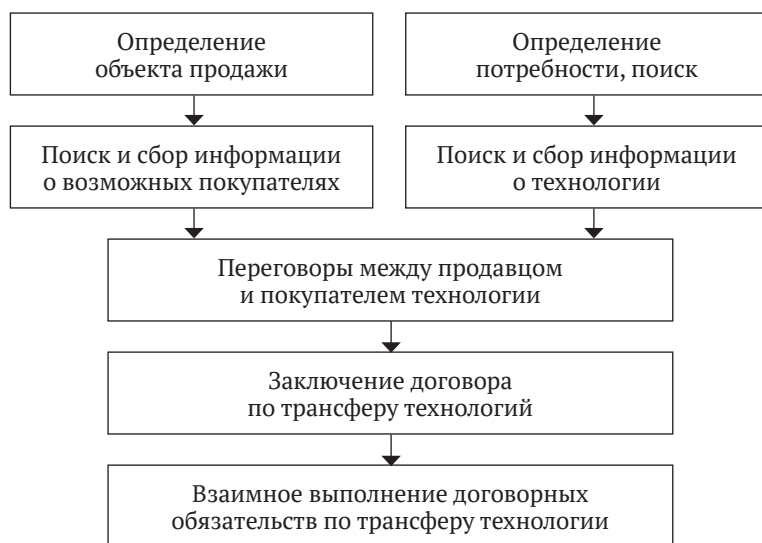 Определение
объекта продажи
Определение
потребности, поиск
Поиск и сбор информации
о возможных покупателях
Поиск и сбор информации
о технологии
Переговоры между продавцом
и покупателем технологии
Заключение договора
по трансферу технологий
Взаимное выполнение договорных
обязательств по трансферу технологии